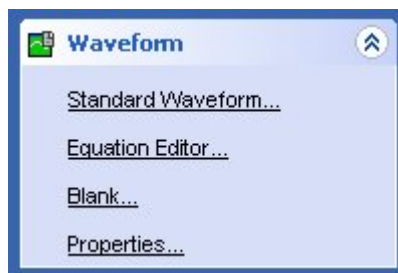 Waveform
Standard Waveform...
Equation Editor...
Blank...
Properties...